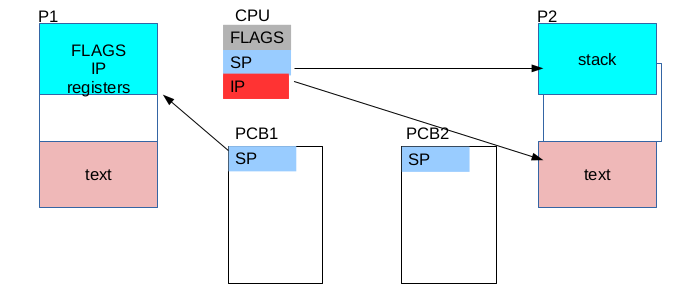 P1
CPU
P2
FLAGS
IP
registers
FLAGS
SP
IP
stack
PCB1
PCB2
SP
SP
text
text